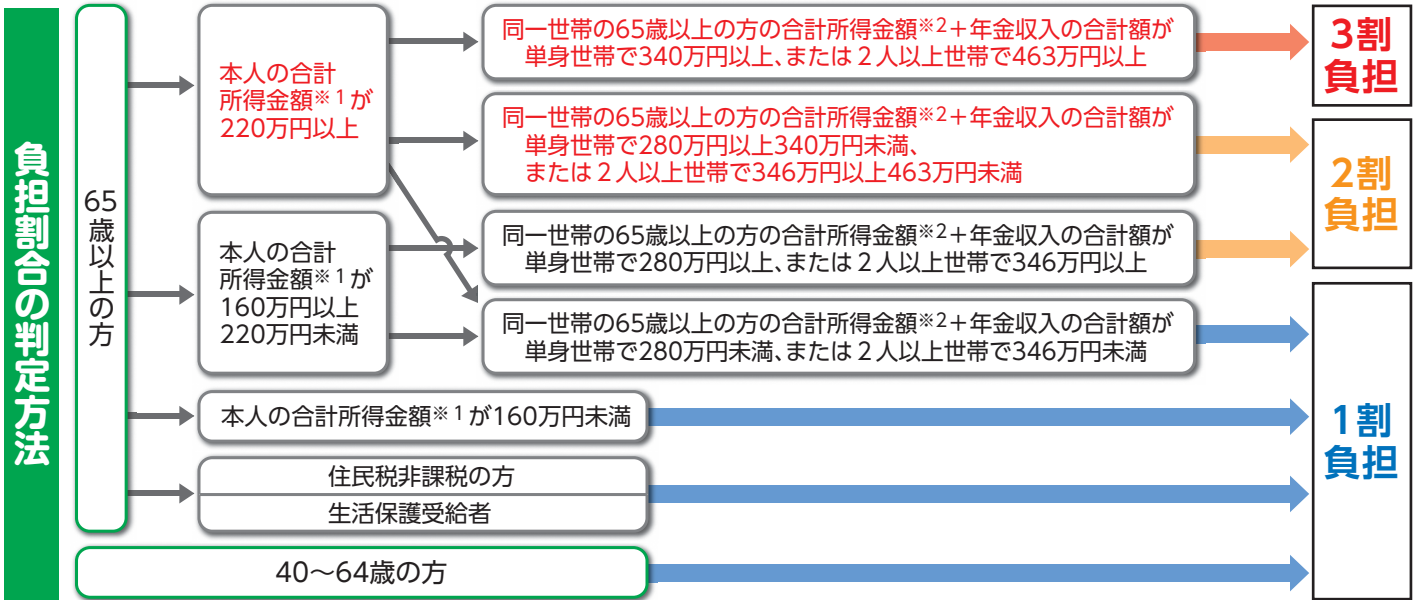 負担割合の判定方法
65歳以上の方
本人の合計
所得金額※1が
220万円以上
同一世帯の65歳以上の方の合計所得金額※2＋年金収入の合計額が
単身世帯で340万円以上、または２人以上世帯で463万円以上
3割
負担
同一世帯の65歳以上の方の合計所得金額※2＋年金収入の合計額が
単身世帯で280万円以上340万円未満、
または２人以上世帯で346万円以上463万円未満
2割
負担
本人の合計
所得金額※1が
160万円以上
220万円未満
同一世帯の65歳以上の方の合計所得金額※2＋年金収入の合計額が
単身世帯で280万円以上、または２人以上世帯で346万円以上
同一世帯の65歳以上の方の合計所得金額※2＋年金収入の合計額が
単身世帯で280万円未満、または２人以上世帯で346万円未満
本人の合計所得金額※1が160万円未満
1割
負担
住民税非課税の方
生活保護受給者
40～64歳の方